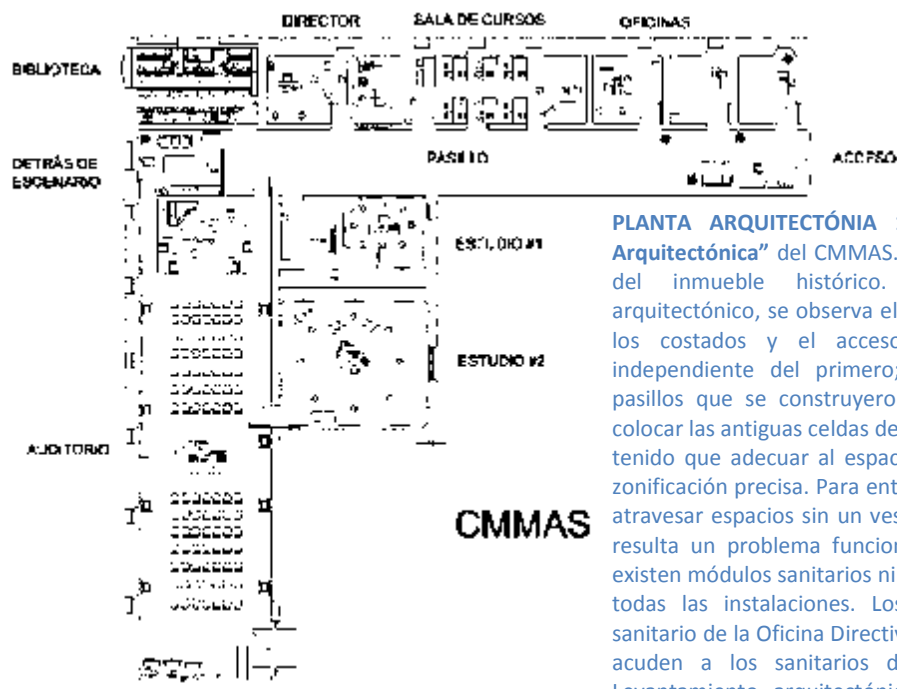 DIRECTOR
SALA DE CURSOS
OFICINAS
BIBLIOTECA
DETRÁS DE
ESCENARIO
PASILLO
ACCESO
ESTUDIO #1
ESTUDIO #2
AUDITORIO
CMMAS
PLANTA ARQUITECTÓNIA
Arquitectónica” del CMMAS.
del inmueble histórico.
arquitectónico, se observa el
los costados y el acceso
independiente del primero;
pasillos que se construyero
colocar las antiguas celdas de
tenido que adecuar al espac
zonificación precisa. Para ent
atravesar espacios sin un ves
resulta un problema funcion
existen módulos sanitarios ni
todas las instalaciones. Los
sanitario de la Oficina Directiv
acuden a los sanitarios d